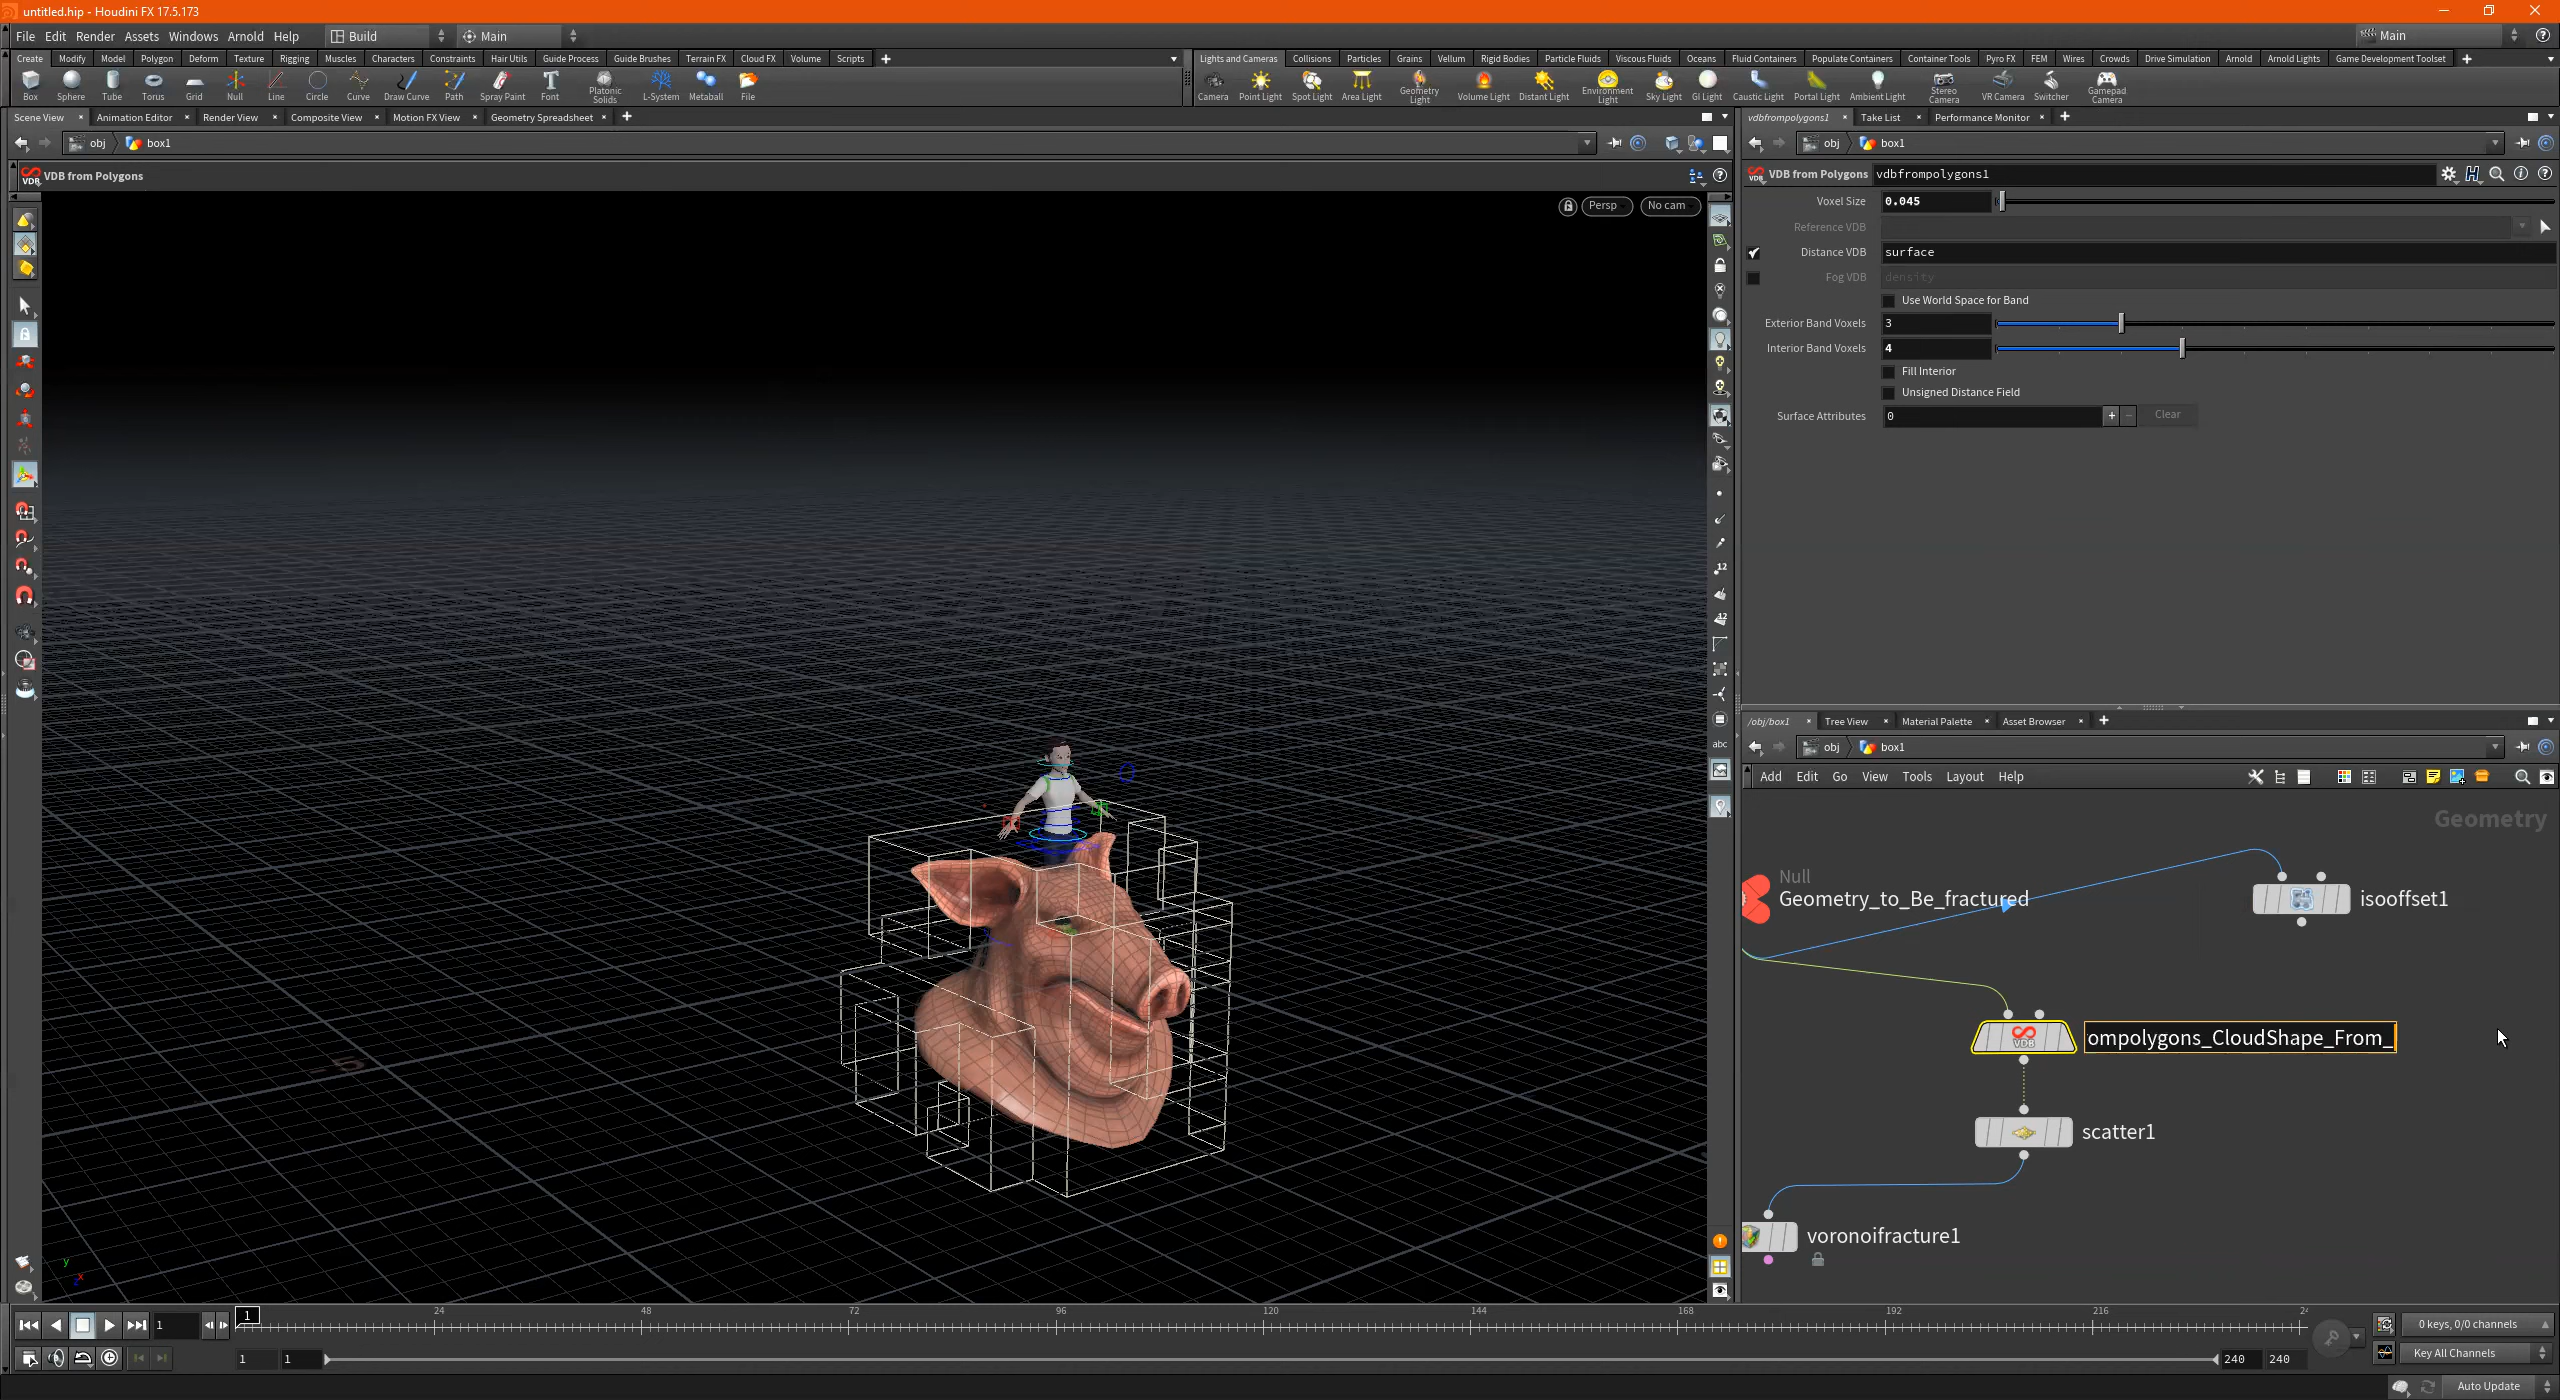 untitled.hip - Houdini FX 17.5.173
File Edit Render Assets Windows Arnold Help Build Main Main
Create Modify Model Polygon Deform Texture Rigging Muscles Characters Constraints Hair Utils Guide Process Guide Brushes Terrain FX Cloud FX Volume Scripts
Lights and Cameras Collisions Particles Grains Vellum Rigid Bodies Particle Fluids Viscous Fluids Oceans Fluid Containers Populate Containers Container Tools Pyro FX FEM Wires Crowds Drive Simulation Arnold Arnold Lights Game Development Toolset
Box Sphere Tube Torus Grid Null Line Circle Curve Draw Curve Path Spray Paint Font Platonic Solids L-System Metaball File
Camera Point Light Spot Light Area Light Geometry Light Volume Light Distant Light Environment Light Sky Light GI Light Caustic Light Portal Light Ambient Light Stereo Camera VR Camera Switcher Gamepad Camera
Scene View Animation Editor Render View Composite View Motion FX View Geometry Spreadsheet
obj box1
VDB VDB from Polygons
Persp No cam
12
12
abc
y
x
vdbfrompolygons1 Take List Performance Monitor
obj box1
VDB VDB from Polygons vdbfrompolygons1
Voxel Size 0.045
Reference VDB
Distance VDB surface
Fog VDB density
Use World Space for Band
Exterior Band Voxels 3
Interior Band Voxels 4
Fill Interior
Unsigned Distance Field
Surface Attributes 0 + - Clear
/obj/box1 Tree View Material Palette Asset Browser
obj box1
Add Edit Go View Tools Layout Help
Geometry
Null
Geometry_to_Be_fractured
isooffset1
VDB
ompolygons_CloudShape_From_
scatter1
voronoifracture1
1
24 48 72 96 120 144 168 192 216
1
1 1 240 240
0 keys, 0/0 channels
Key All Channels
Auto Update